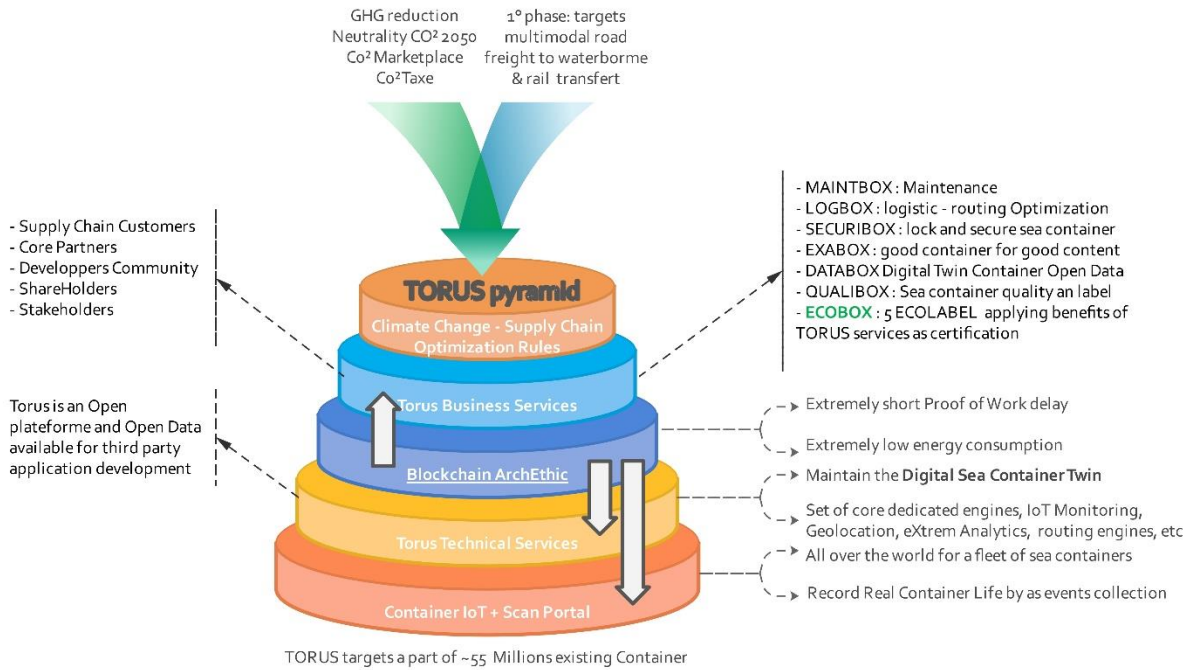 GHG reduction
Neutrality CO² 2050
Co² Marketplace
Co² Taxe
1° phase: targets
multimodal road
freight to waterborme
& rail transfert
- Supply Chain Customers
- Core Partners
- Developpers Community
- ShareHolders
- Stakeholders
Torus is an Open
plateforme and Open Data
available for third party
application development
TORUS pyramid
Climate Change - Supply Chain
Optimization Rules
Torus Business Services
Blockchain ArchEthic
Torus Technical Services
Container IoT + Scan Portal
- MAINTBOX : Maintenance
- LOGBOX : logistic - routing Optimization
- SECURIBOX : lock and secure sea container
- EXABOX : good container for good content
- DATABOX Digital Twin Container Open Data
- QUALIBOX : Sea container quality an label
- ECOBOX : 5 ECOLABEL applying benefits of
TORUS services as certification
Extremely short Proof of Work delay
Extremely low energy consumption
Maintain the Digital Sea Container Twin
Set of core dedicated engines, IoT Monitoring,
Geolocation, eXtrem Analytics, routing engines, etc
All over the world for a fleet of sea containers
Record Real Container Life by as events collection
TORUS targets a part of ~55 Millions existing Container